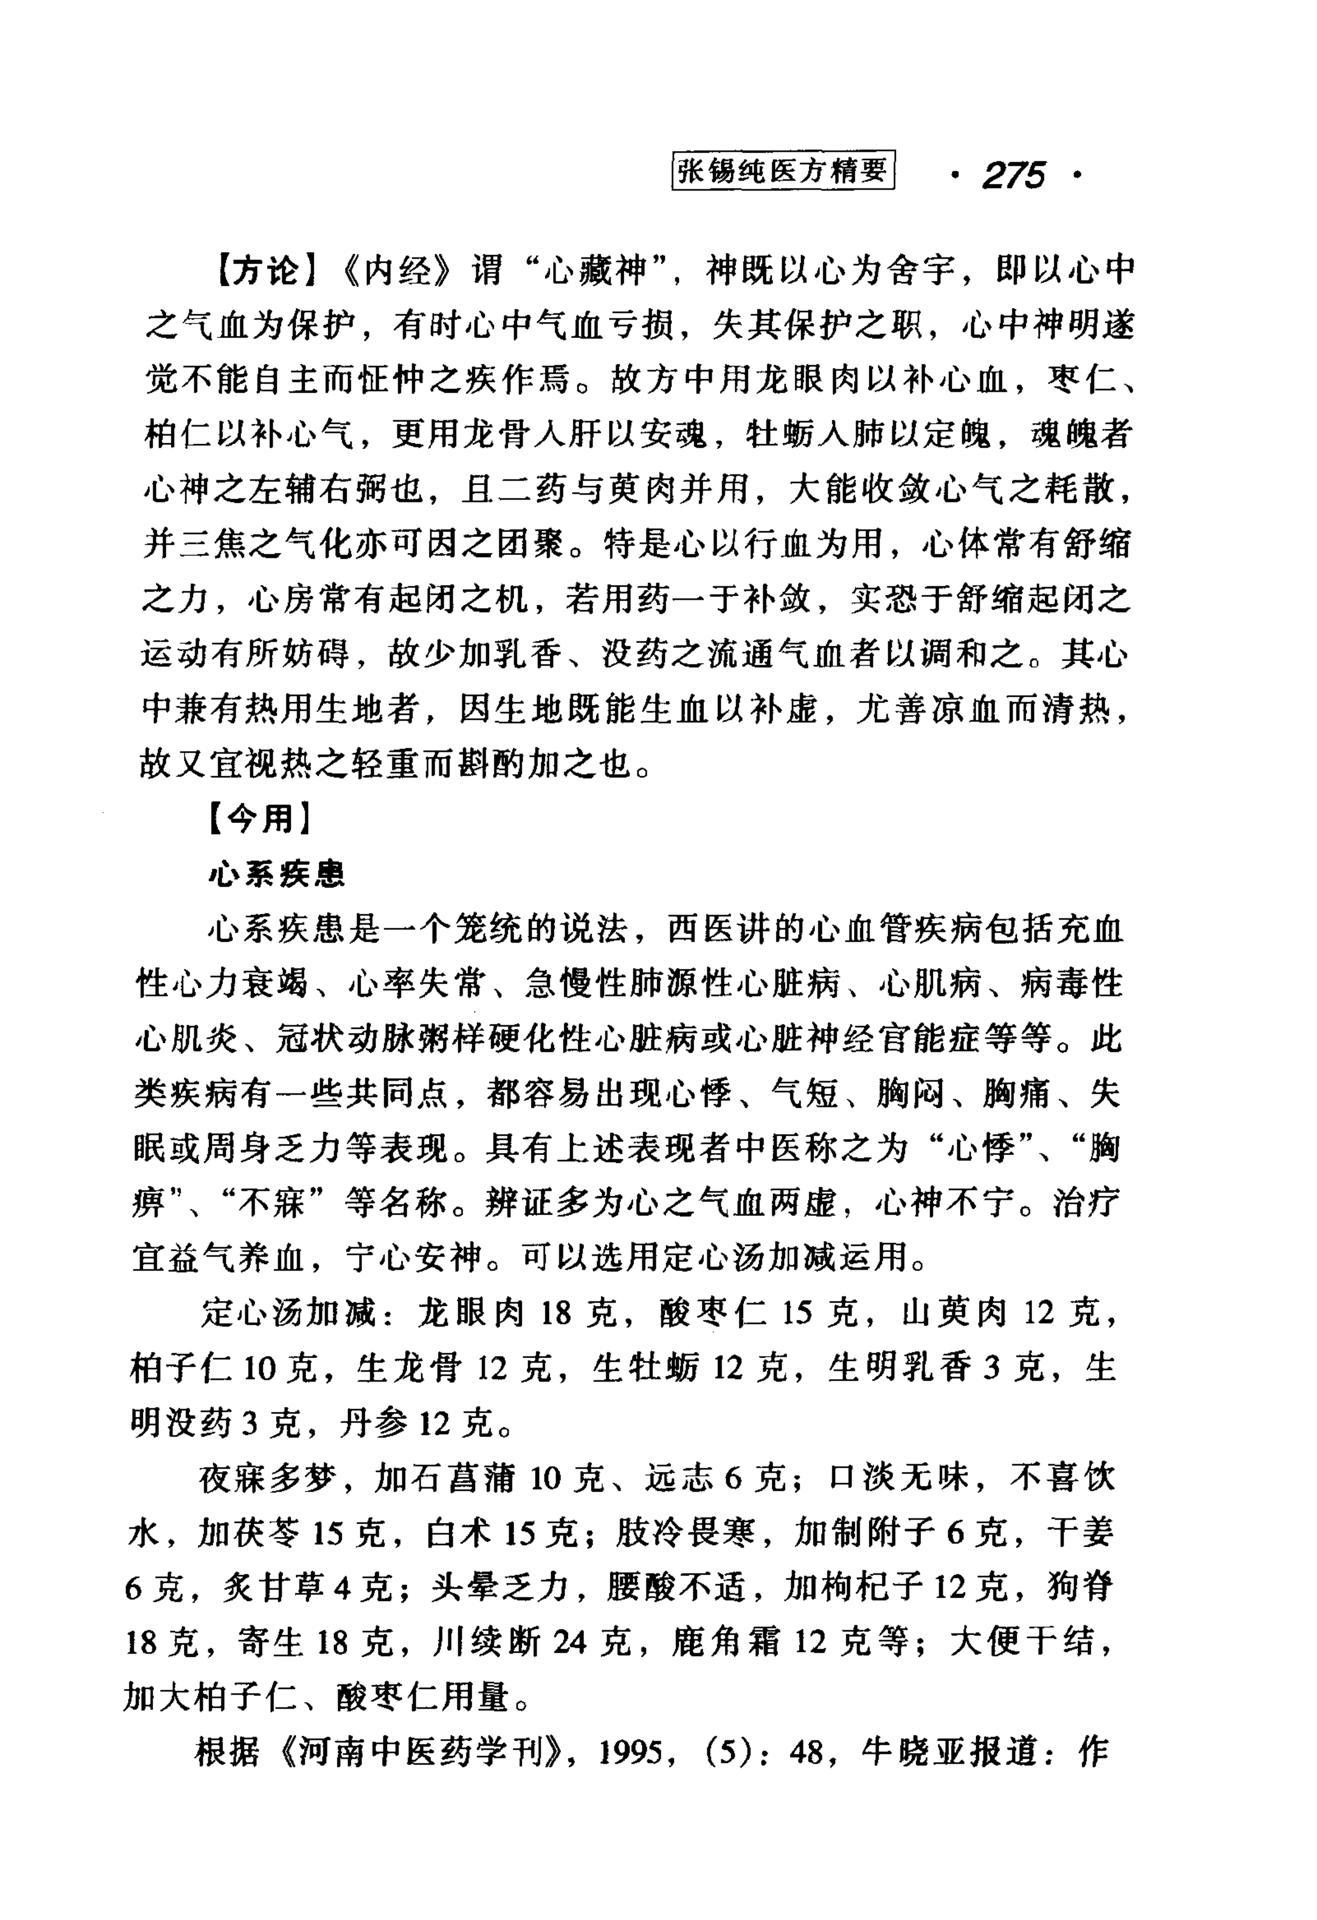 张锡纯医方精要 · 275 ·
【方论】《内经》谓“心藏神”，神既以心为舍宇，即以心中
之气血为保护，有时心中气血亏损，失其保护之职，心中神明遂
觉不能自主而怔忡之疾作焉。故方中用龙眼肉以补心血，枣仁、
柏仁以补心气，更用龙骨入肝以安魂，牡蛎入肺以定魄，魂魄者
心神之左辅右弼也，且二药与萸肉并用，大能收敛心气之耗散，
并三焦之气化亦可因之团聚。特是心以行血为用，心体常有舒缩
之力，心房常有起闭之机，若用药一于补敛，实恐于舒缩起闭之
运动有所妨碍，故少加乳香、没药之流通气血者以调和之。其心
中兼有热用生地者，因生地既能生血以补虚，尤善凉血而清热，
故又宜视热之轻重而斟酌加之也。
【今用】
心系疾患
心系疾患是一个笼统的说法，西医讲的心血管疾病包括充血
性心力衰竭、心率失常、急慢性肺源性心脏病、心肌病、病毒性
心肌炎、冠状动脉粥样硬化性心脏病或心脏神经官能症等等。此
类疾病有一些共同点，都容易出现心悸、气短、胸闷、胸痛、失
眠或周身乏力等表现。具有上述表现者中医称之为“心悸”、“胸
痹”、“不寐”等名称。辨证多为心之气血两虚，心神不宁。治疗
宜益气养血，宁心安神。可以选用定心汤加减运用。
定心汤加减：龙眼肉 18 克，酸枣仁 15 克，山萸肉 12 克，
柏子仁 10 克，生龙骨 12 克，生牡蛎 12 克，生明乳香 3 克，生
明没药 3 克，丹参 12 克。
夜寐多梦，加石菖蒲 10 克、远志 6 克；口淡无味，不喜饮
水，加茯苓 15 克，白术 15 克；肢冷畏寒，加制附子 6 克，干姜
6 克，炙甘草 4 克；头晕乏力，腰酸不适，加枸杞子 12 克，狗脊
18 克，寄生 18 克，川续断 24 克，鹿角霜 12 克等；大便干结，
加大柏子仁、酸枣仁用量。
根据《河南中医药学刊》，1995，（5）：48，牛晓亚报道：作